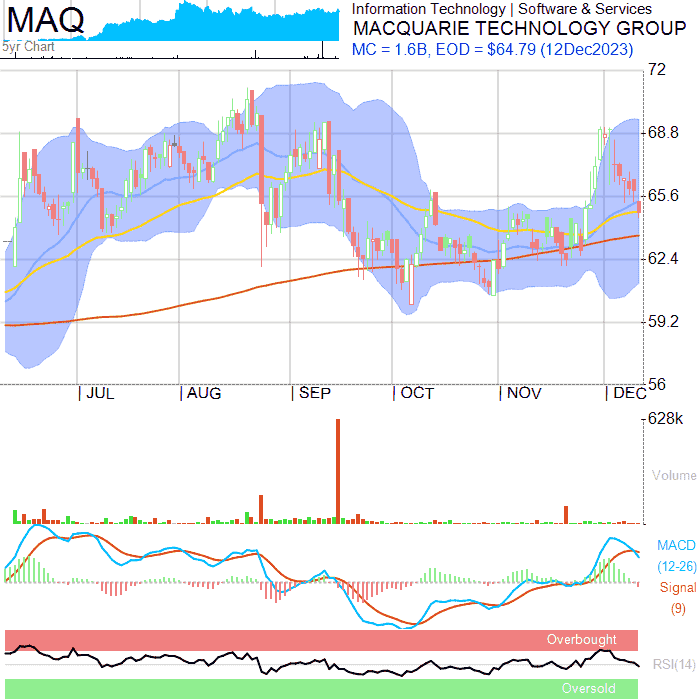 MAQ
5yr Chart
Information Technology | Software & Services
MACQUARIE TECHNOLOGY GROUP
MC = 1.6B, EOD = $64.79 (12Dec2023)
72
68.8
65.6
62.4
59.2
56
JUL
AUG
SEP
OCT
NOV
DEC
628k
Volume
MACD
(12-26)
Signal
(9)
Overbought
RSI(14)
Oversold